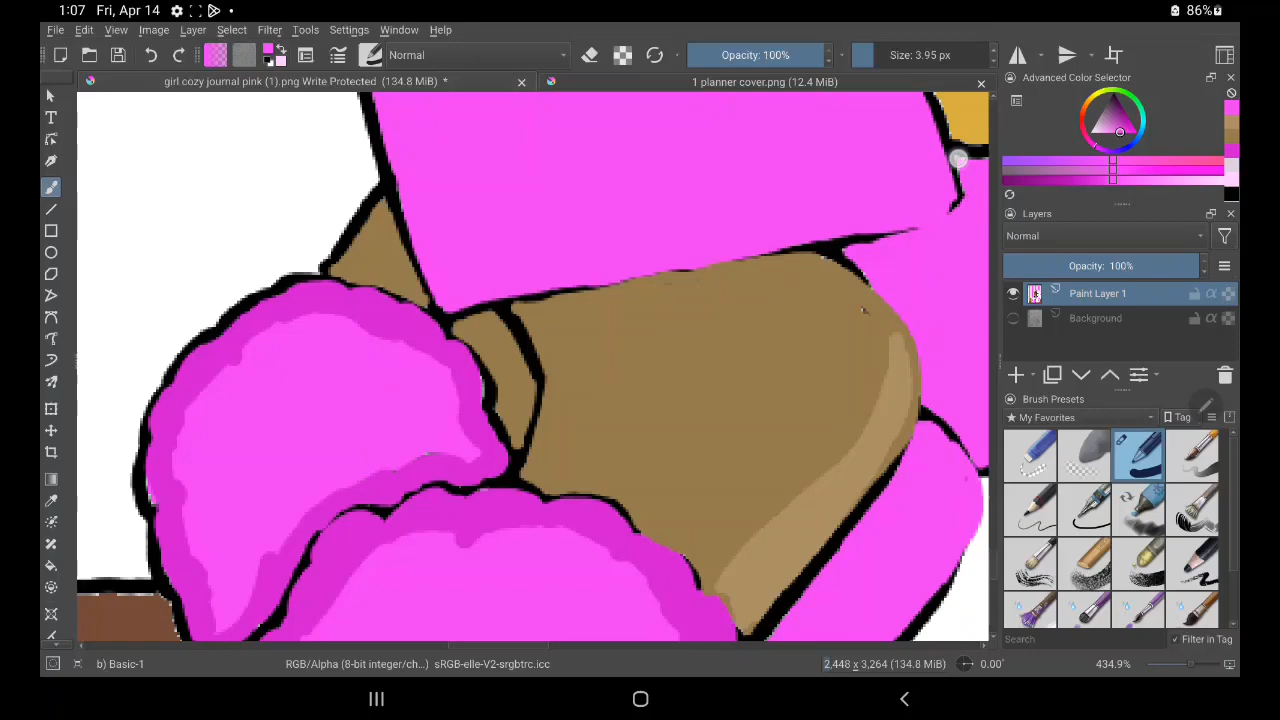 1:07 Fri, Apr 14 86%
File Edit View Image Layer Select Filter Tools Settings Window Help
Normal Opacity: 100% Size: 3.95 px
girl cozy journal pink (1).png Write Protected (134.8 MiB) *
1 planner cover.png (12.4 MiB)
Advanced Color Selector
Layers
Normal
Opacity: 100%
Paint Layer 1
Background
Brush Presets
My Favorites Tag
Search Filter in Tag
b) Basic-1 RGB/Alpha (8-bit integer/ch...) sRGB-elle-V2-srgbtrc.icc 2,448 x 3,264 (134.8 MiB) 0.00° 434.9%